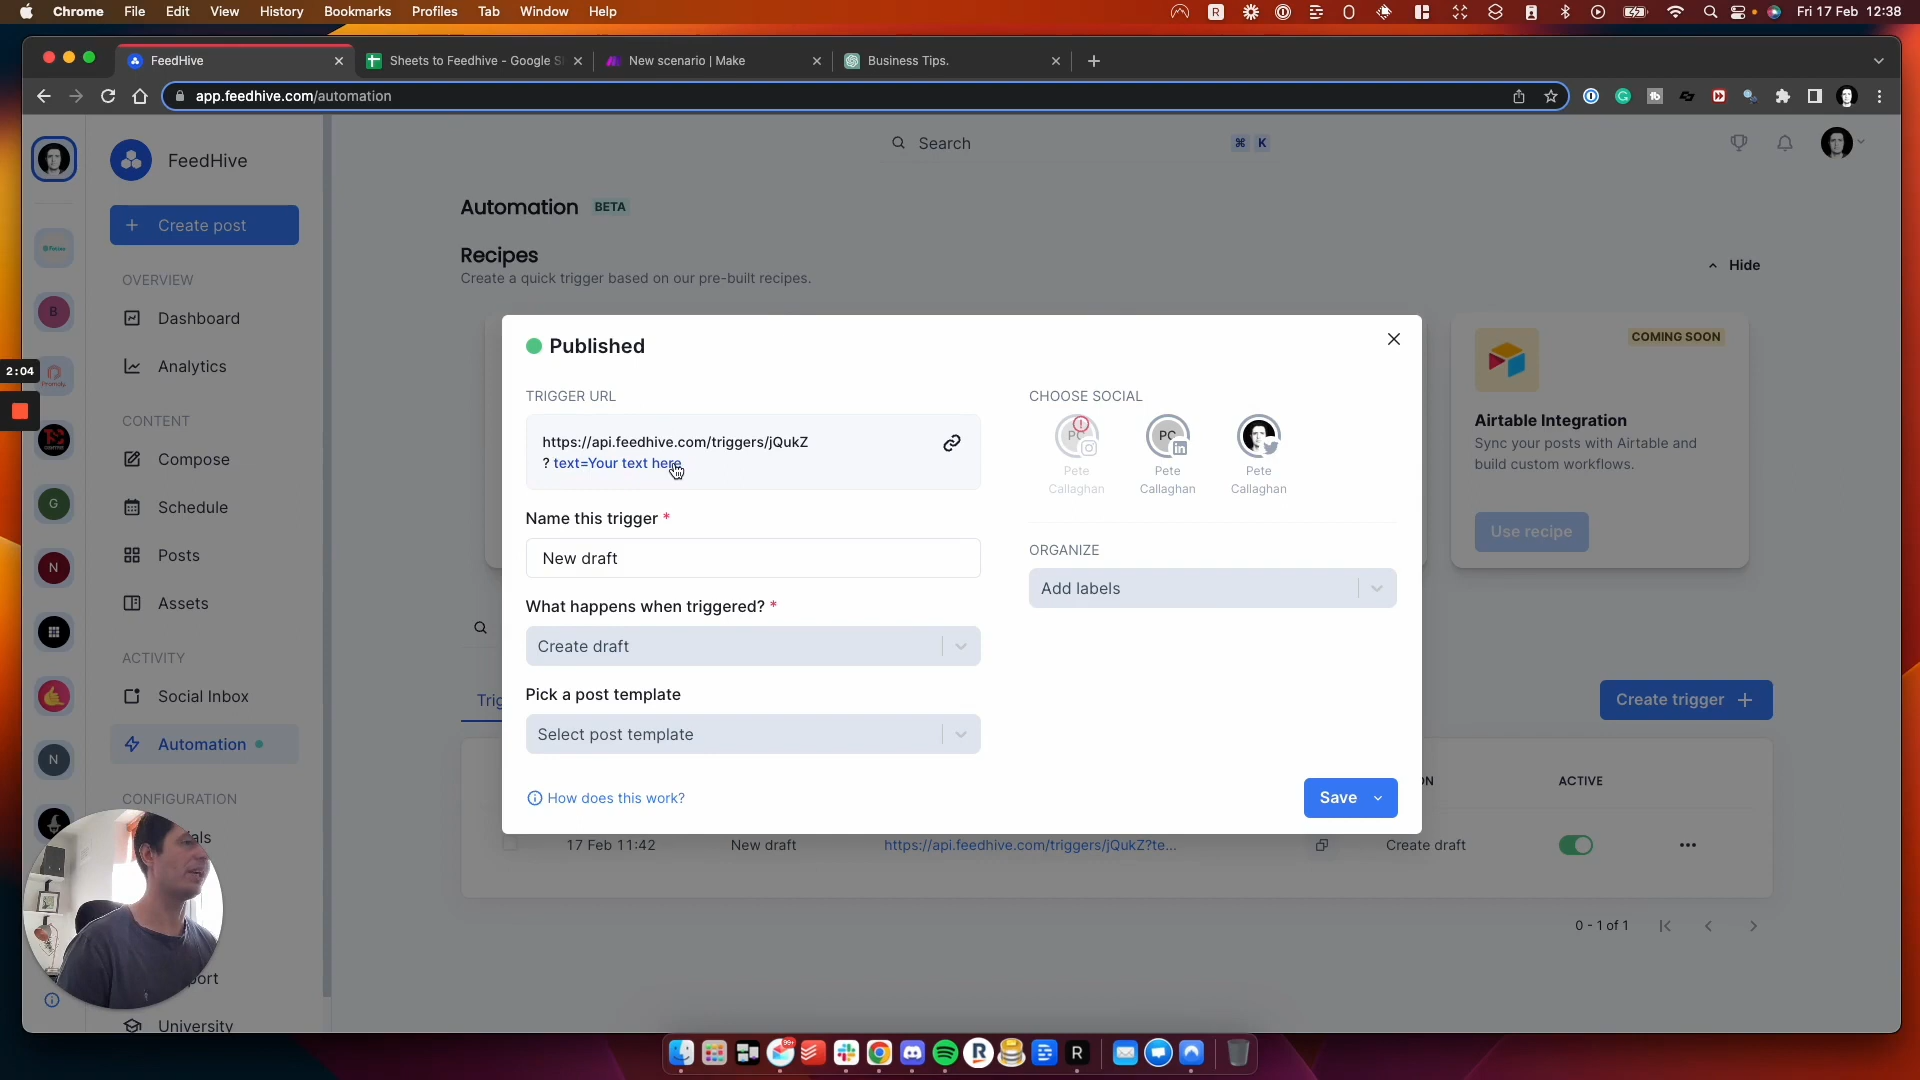 Chrome File Edit View History Bookmarks Profiles Tab Window Help
Fri 17 Feb 12:38
FeedHive
Sheets to Feedhive - Google S
New scenario | Make
Business Tips.
app.feedhive.com/automation
FeedHive
Search
⌘ K
Create post
OVERVIEW
Dashboard
Analytics
CONTENT
Compose
Schedule
Posts
Assets
ACTIVITY
Social Inbox
Automation
CONFIGURATION
als
port
University
B
G
N
N
2:04
Automation BETA
Recipes
Create a quick trigger based on our pre-built recipes.
Hide
COMING SOON
Airtable Integration
Sync your posts with Airtable and
build custom workflows.
Use recipe
Published
TRIGGER URL
https://api.feedhive.com/triggers/jQukZ
? text=Your text here
Name this trigger *
New draft
What happens when triggered? *
Create draft
Pick a post template
Select post template
How does this work?
CHOOSE SOCIAL
PC
PC
Pete
Callaghan
Pete
Callaghan
Pete
Callaghan
ORGANIZE
Add labels
Save
Trig
Create trigger +
ON
ACTIVE
17 Feb 11:42
New draft
https://api.feedhive.com/triggers/jQukZ?te...
Create draft
0 - 1 of 1
99+